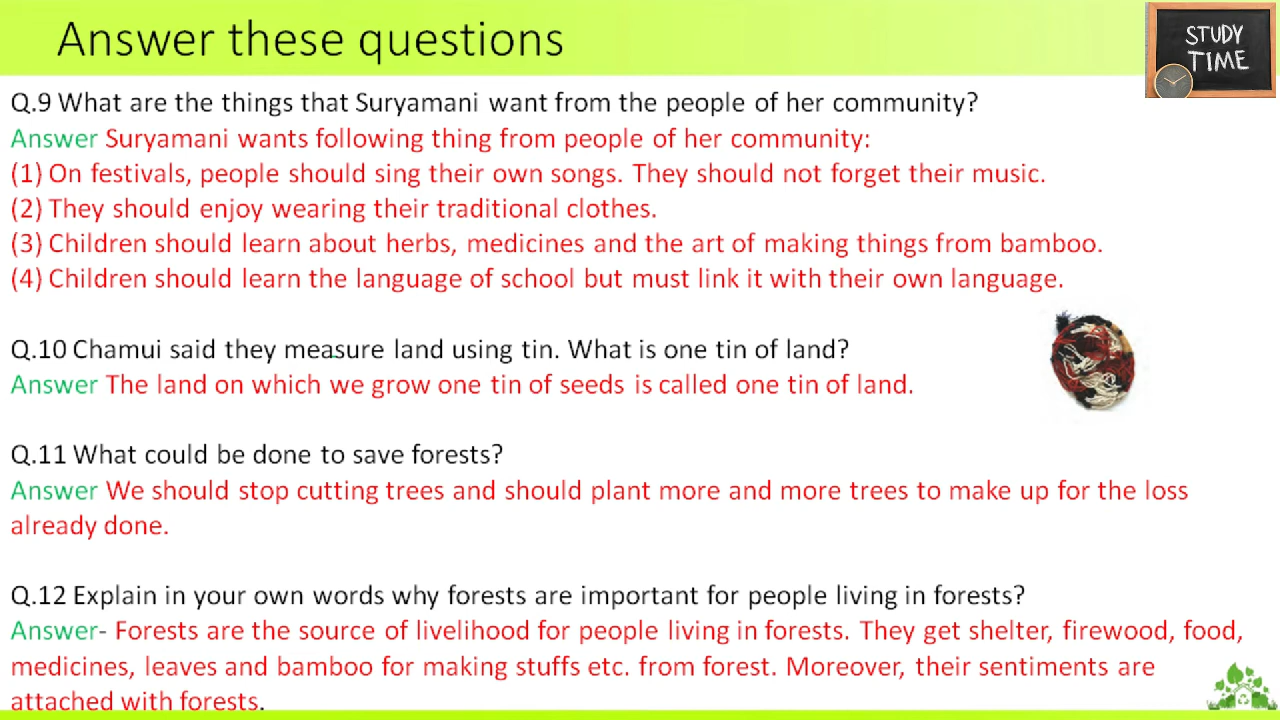 Answer these questions
STUDY
TIME
Q.9 What are the things that Suryamani want from the people of her community?
Answer Suryamani wants following thing from people of her community:
(1) On festivals, people should sing their own songs. They should not forget their music.
(2) They should enjoy wearing their traditional clothes.
(3) Children should learn about herbs, medicines and the art of making things from bamboo.
(4) Children should learn the language of school but must link it with their own language.
Q.10 Chamui said they measure land using tin. What is one tin of land?
Answer The land on which we grow one tin of seeds is called one tin of land.
Q.11 What could be done to save forests?
Answer We should stop cutting trees and should plant more and more trees to make up for the loss
already done.
Q.12 Explain in your own words why forests are important for people living in forests?
Answer- Forests are the source of livelihood for people living in forests. They get shelter, firewood, food,
medicines, leaves and bamboo for making stuffs etc. from forest. Moreover, their sentiments are
attached with forests.